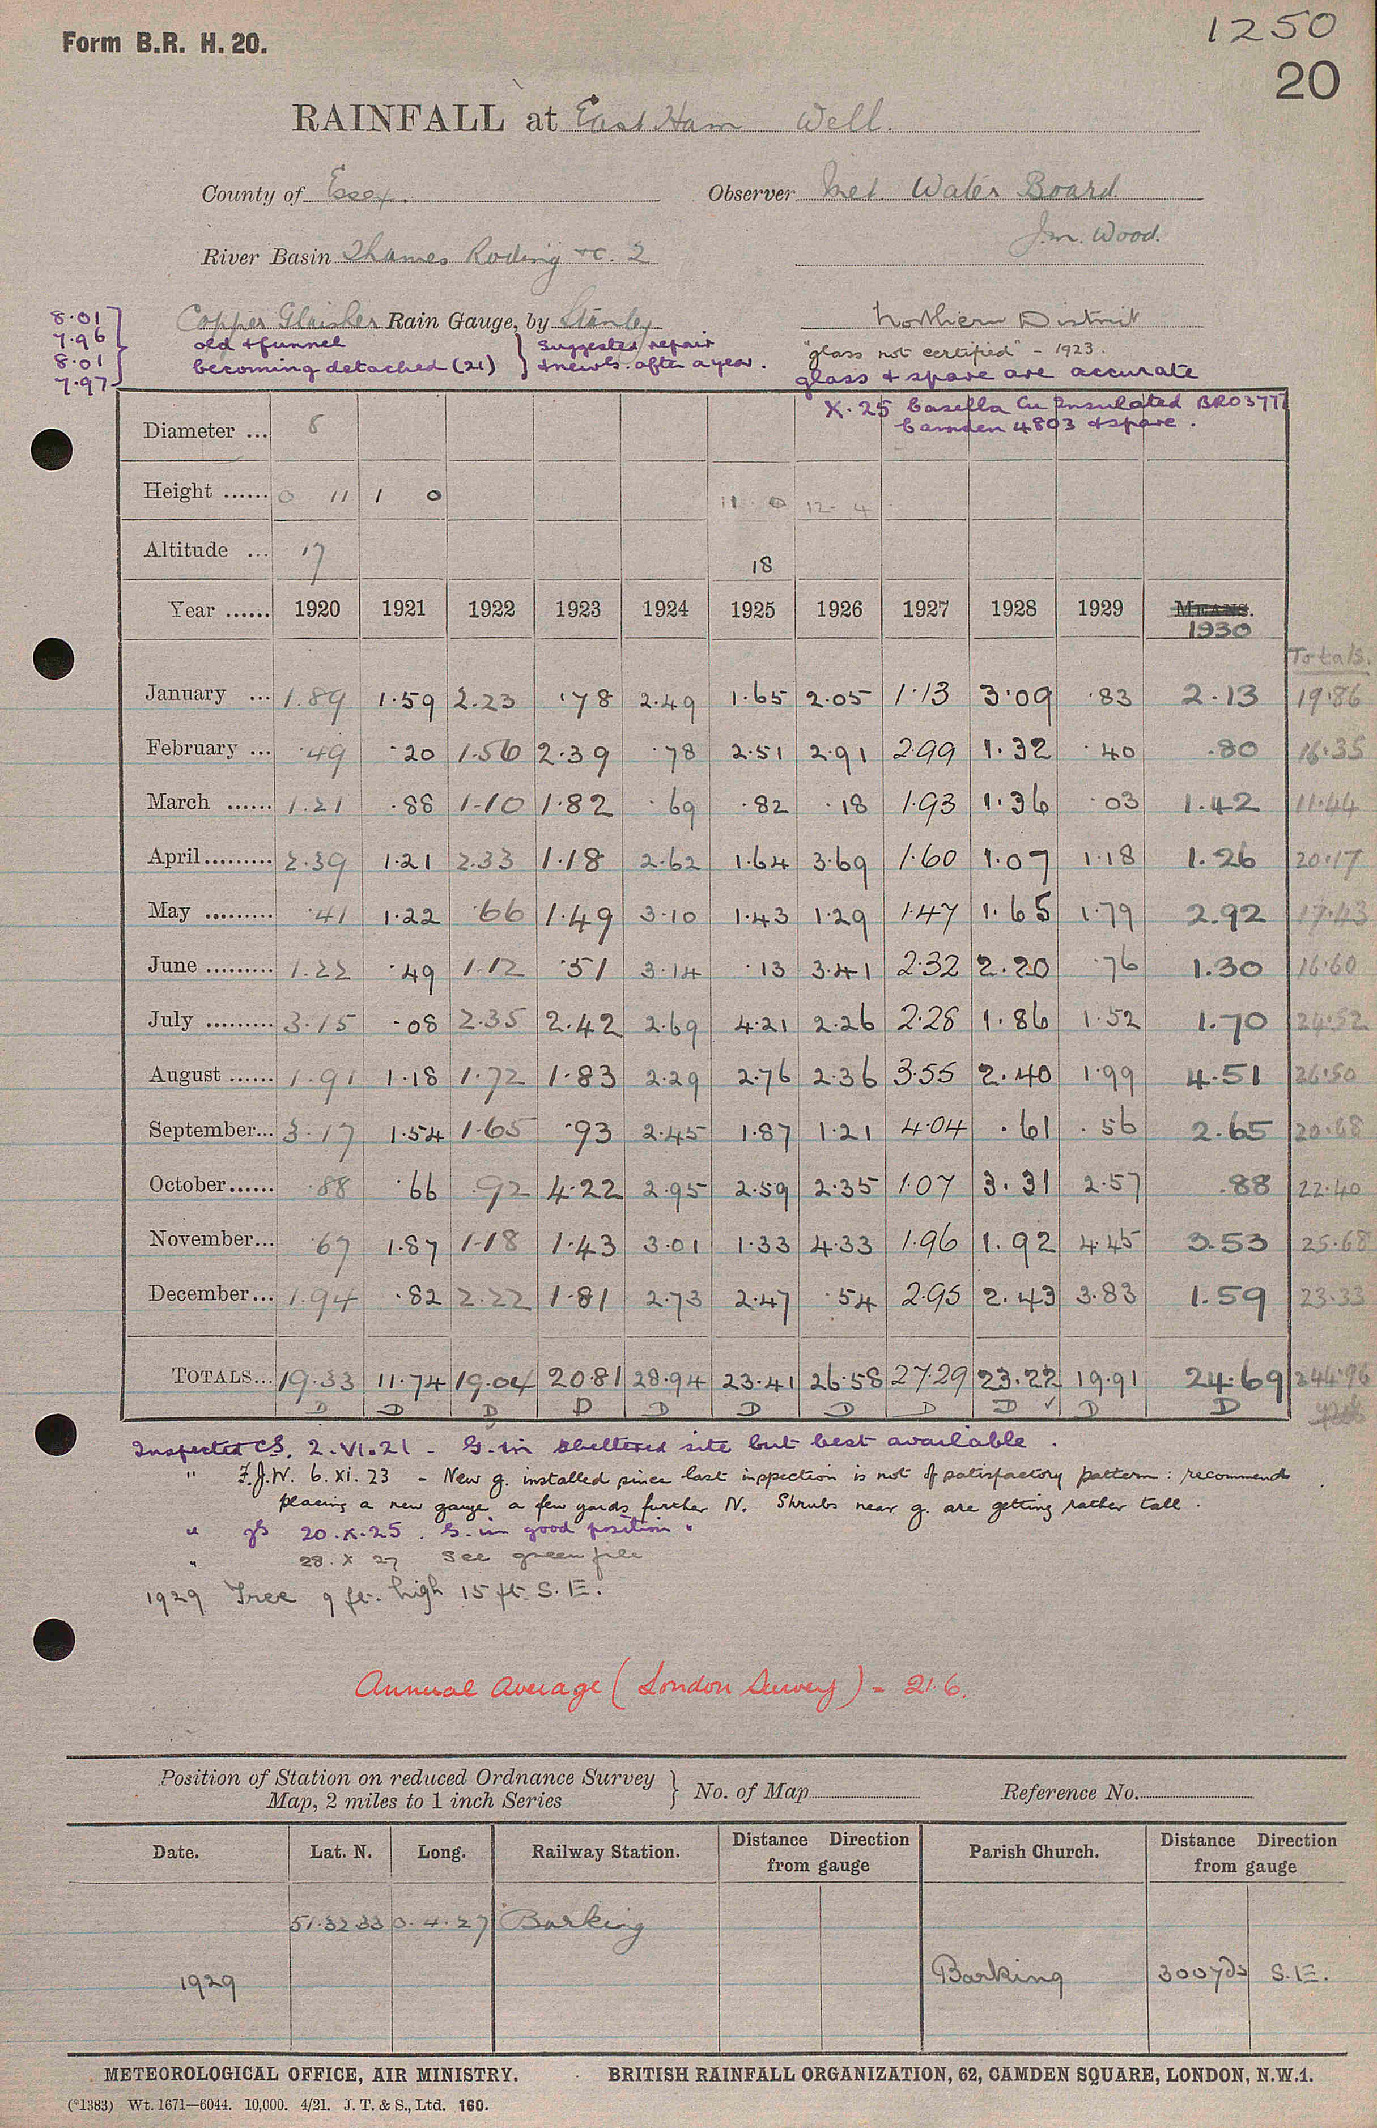 Form B.R. H. 20.
1250
20
RAINFALL at East Ham Well.
County of Essex. Observer Met. Water Board
J.M. Wood.
River Basin Thames Roding &c. 2
Copper Glaisher Rain Gauge, by Stanley Northern District
8.01
7.96
8.01
7.97
old & funnel
becoming detached (21) } suggested repair
& newls. after a year.
"glass not certified" - 1923.
glass & spare are accurate
X.25 Casella Cu Insulated BR0377
Camden 4803 & spare.
Diameter ... 8
Height ...... 0 11 1 0 11 0 12-4
Altitude ... 17 18
Year ...... 1920 1921 1922 1923 1924 1925 1926 1927 1928 1929 MEANS. 1930
Totals.
January ... 1.89 1.59 2.23 .78 2.49 1.65 2.05 1.13 3.09 .83 2.13 19.86
February ... .49 .20 1.56 2.39 .78 2.51 2.91 2.99 1.32 .40 .80 16.35
March ...... 1.21 .88 1.10 1.82 .69 .82 .18 1.93 1.36 .03 1.42 11.44
April ......... 2.39 1.21 2.33 1.18 2.62 1.64 3.69 1.60 1.07 1.18 1.26 20.17
May ......... .41 1.22 .66 1.49 3.10 1.43 1.29 1.47 1.65 1.79 2.92 17.43
June ......... 1.22 .49 1.12 .51 3.14 .13 3.41 2.32 2.20 .76 1.30 16.60
July ......... 3.15 .08 2.35 2.42 2.69 4.21 2.26 2.28 1.86 1.52 1.70 24.52
August ...... 1.91 1.18 1.72 1.83 2.29 2.76 2.36 3.55 2.40 1.99 4.51 26.50
September... 3.17 1.54 1.65 .93 2.45 1.87 1.21 4.04 .61 .56 2.65 20.68
October...... .88 .66 .92 4.22 2.95 2.59 2.35 1.07 3.31 2.57 .88 22.40
November... .67 1.87 1.18 1.43 3.01 1.33 4.33 1.96 1.92 4.45 3.53 25.68
December... 1.94 .82 2.22 1.81 2.73 2.47 .54 2.95 2.43 3.83 1.59 23.33
TOTALS... 19.33 11.74 19.04 20.81 28.94 23.41 26.58 27.29 23.22 19.91 24.69 244.96
D D D D D D D D D ✓ D D
Inspected CS. 2.VI.21 - G. in sheltered site but best available.
" F.J.W. 6.XI.23 - New g. installed since last inspection is not of satisfactory pattern: recommend
placing a new gauge a few yards further N. Shrubs near g. are getting rather tall.
" 20.X.25. G. in good position.
" 28.X 27 See green file
1929 Tree 9 ft. high 15 ft. S.E.
Annual Average (London Survey) = 21.6.
Position of Station on reduced Ordnance Survey
Map, 2 miles to 1 inch Series } No. of Map Reference No.
Date. Lat. N. Long. Railway Station. Distance Direction from gauge Parish Church. Distance Direction from gauge
51.32.33 0.4.27 Barking
1929 Barking 300yds S.E.
METEOROLOGICAL OFFICE, AIR MINISTRY. BRITISH RAINFALL ORGANIZATION, 62, CAMDEN SQUARE, LONDON, N.W.1.
(*1383) Wt. 1671—6044. 10,000. 4/21. J. T. & S., Ltd. 160.